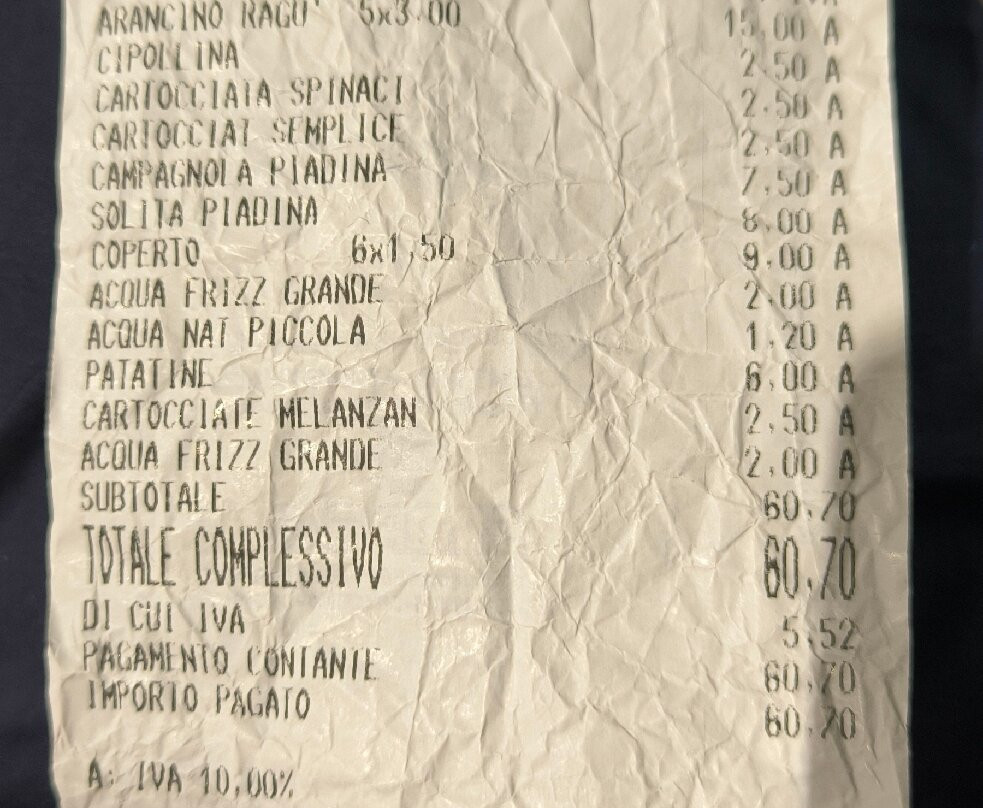 ARANCINO RAGU' 5x3,00 15,00 A
CIPOLLINA 2,50 A
CARTOCCIATA SPINACI 2,50 A
CARTOCCIAT SEMPLICE 2,50 A
CAMPAGNOLA PIADINA 7,50 A
SOLITA PIADINA 8,00 A
COPERTO 6x1,50 9,00 A
ACQUA FRIZZ GRANDE 2,00 A
ACQUA NAT PICCOLA 1,20 A
PATATINE 6,00 A
CARTOCCIATE MELANZAN 2,50 A
ACQUA FRIZZ GRANDE 2,00 A
SUBTOTALE 60,70
TOTALE COMPLESSIVO 60,70
DI CUI IVA 5,52
PAGAMENTO CONTANTE 60,70
IMPORTO PAGATO 60,70
A: IVA 10,00%